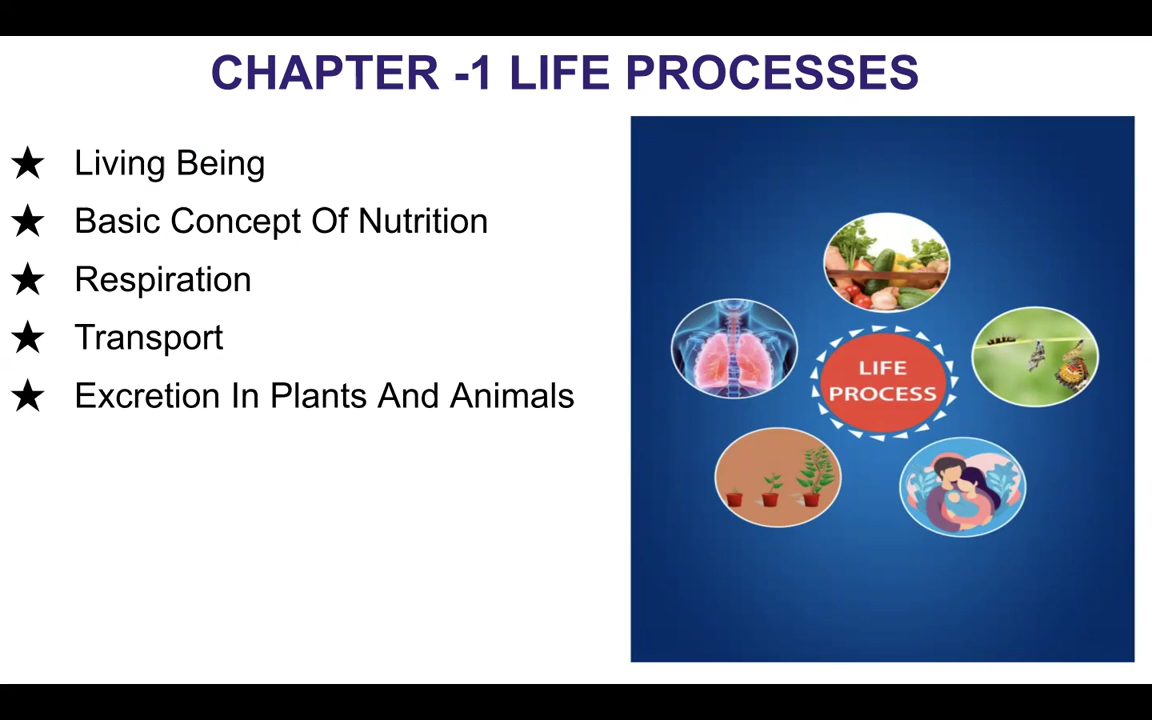 CHAPTER -1 LIFE PROCESSES
★ Living Being
★ Basic Concept Of Nutrition
★ Respiration
★ Transport
★ Excretion In Plants And Animals
LIFE
PROCESS